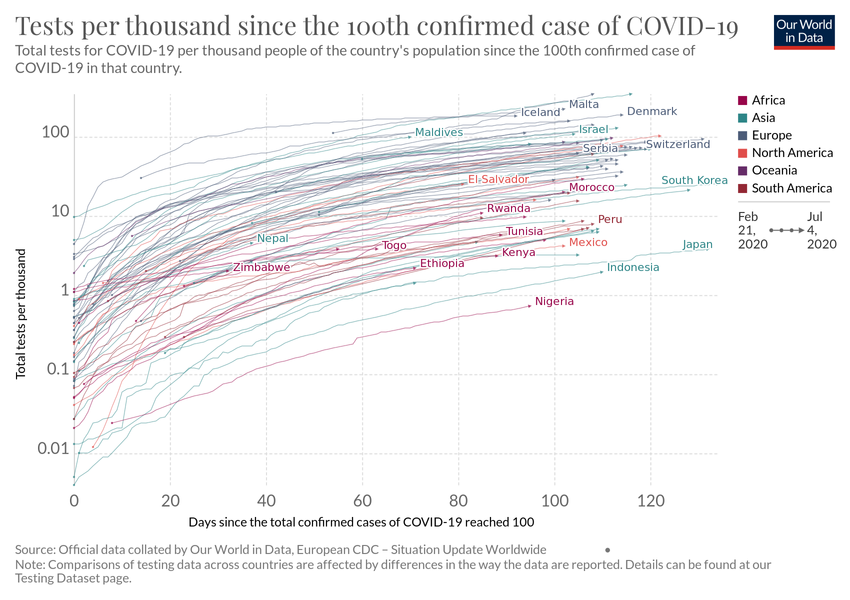 Tests per thousand since the 100th confirmed case of COVID-19
Our World
in Data
Total tests for COVID-19 per thousand people of the country's population since the 100th confirmed case of
COVID-19 in that country.
Total tests per thousand
100
10
1
0.1
0.01
0
20
40
60
80
100
120
Days since the total confirmed cases of COVID-19 reached 100
Malta
Iceland
Denmark
Maldives
Israel
Serbia
Switzerland
El Salvador
South Korea
Morocco
Rwanda
Peru
Nepal
Tunisia
Togo
Mexico
Japan
Kenya
Zimbabwe
Ethiopia
Indonesia
Nigeria
Africa
Asia
Europe
North America
Oceania
South America
Feb
21,
2020
Jul
4,
2020
Source: Official data collated by Our World in Data, European CDC – Situation Update Worldwide
Note: Comparisons of testing data across countries are affected by differences in the way the data are reported. Details can be found at our
Testing Dataset page.